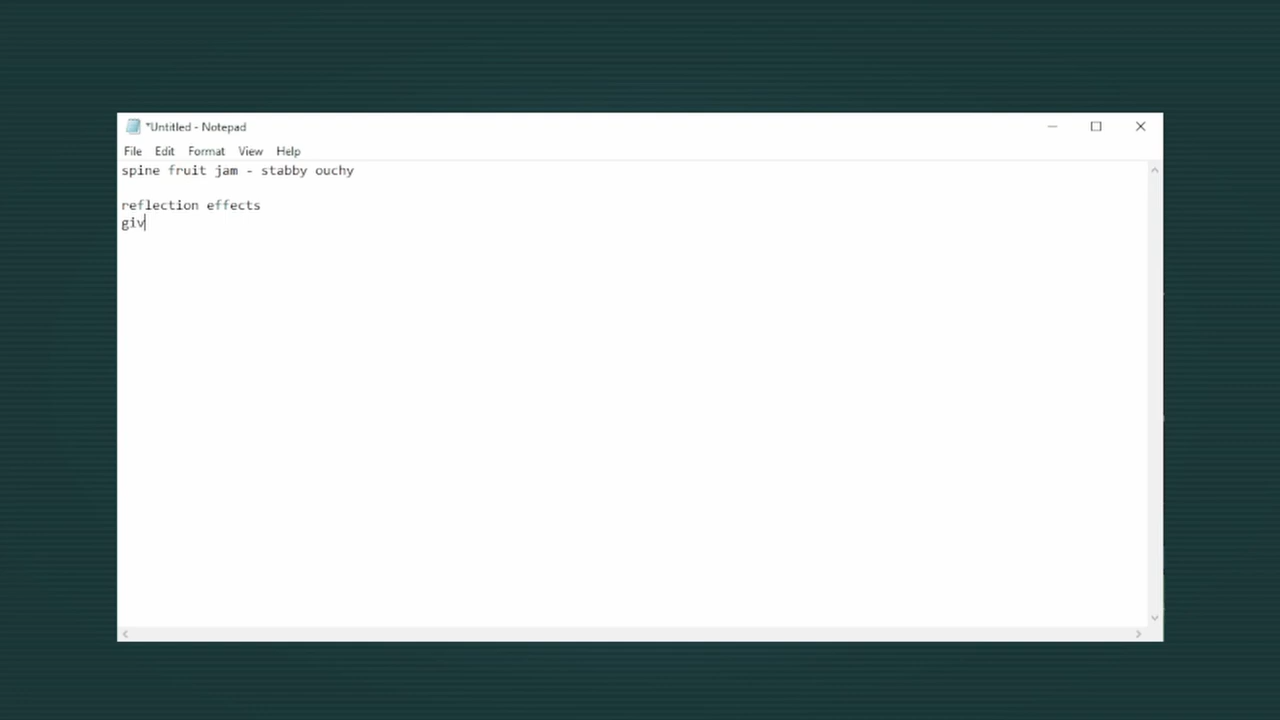 *Untitled - Notepad
File Edit Format View Help
spine fruit jam - stabby ouchy
reflection effects
giv